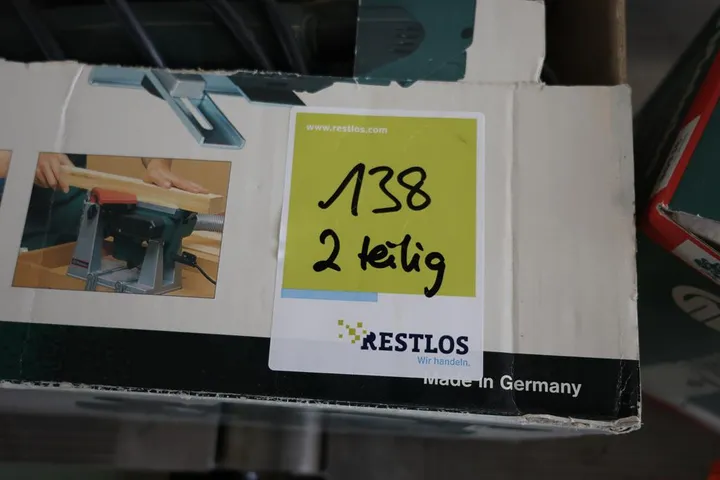 www.restlos.com
138
2 teilig
RESTLOS
Wir handeln.
Made in Germany